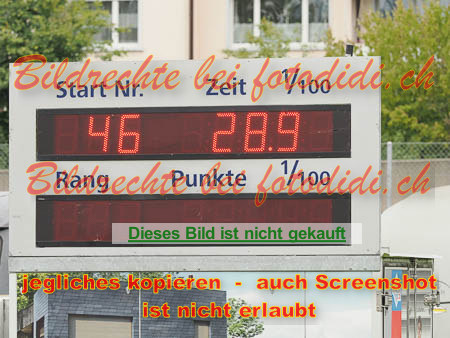 Bildrechte bei fotodidi.ch
Start Nr. Zeit 1/100
46 28.9
Bildrechte bei fotodidi.ch
Rang Punkte 1/100
Dieses Bild ist nicht gekauft
jegliches kopieren - auch Screenshot
ist nicht erlaubt